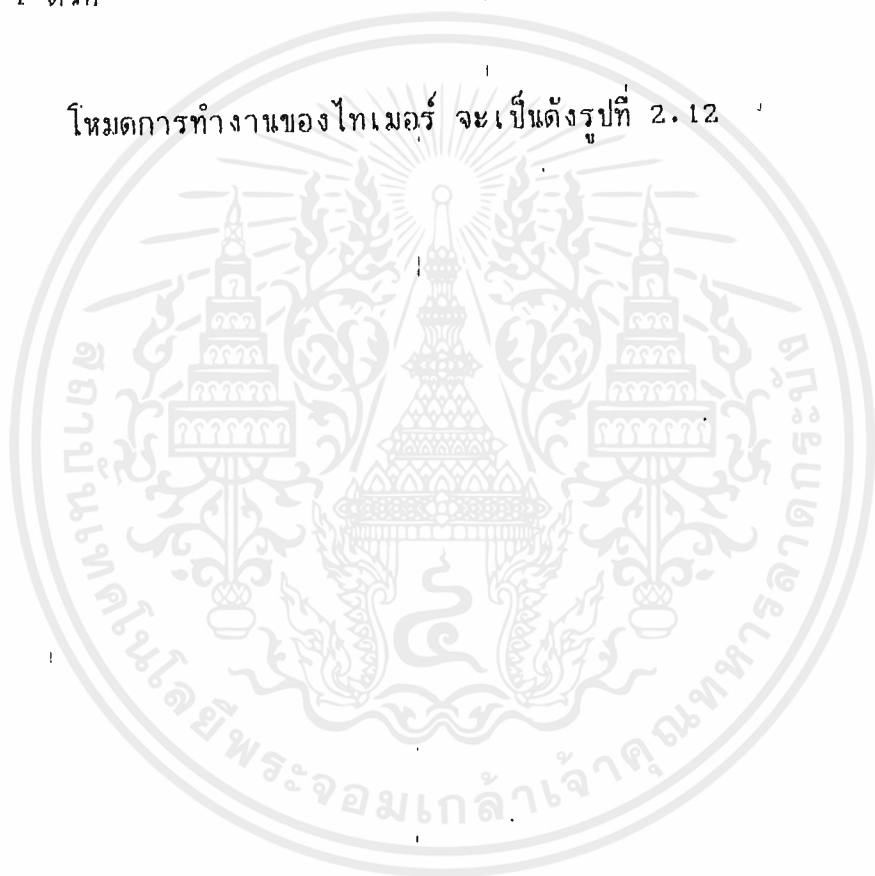 โหมดการทำงานของไทเมอร์ จะเป็นดังรูปที่ 2.12
สถาบันเทคโนโลยีพระจอมเกล้าเจ้าคุณทหารลาดกระบัง